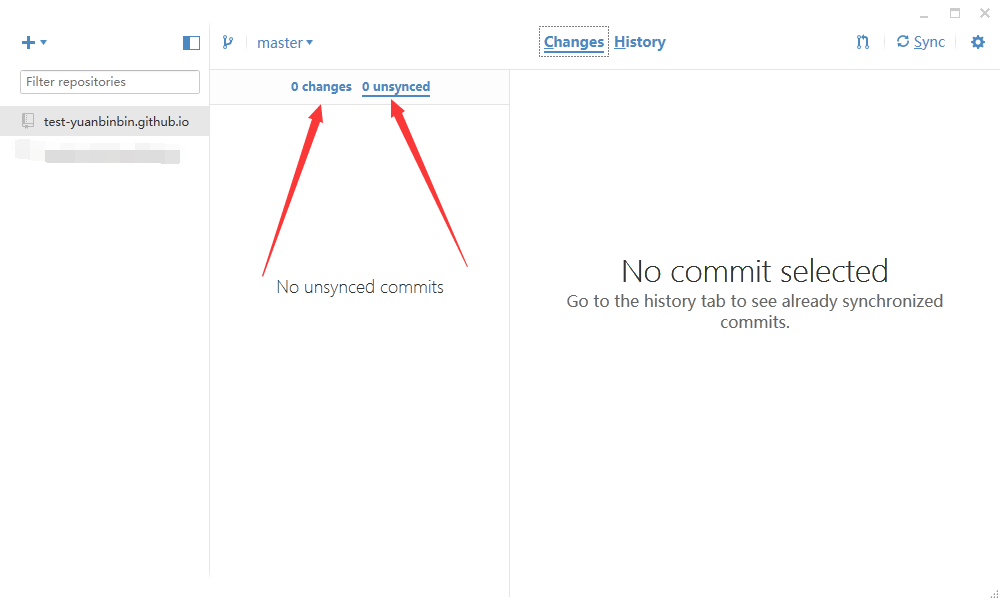 master
Changes History
Sync
Filter repositories
0 changes 0 unsynced
test-yuanbinbin.github.io
No unsynced commits
No commit selected
Go to the history tab to see already synchronized
commits.